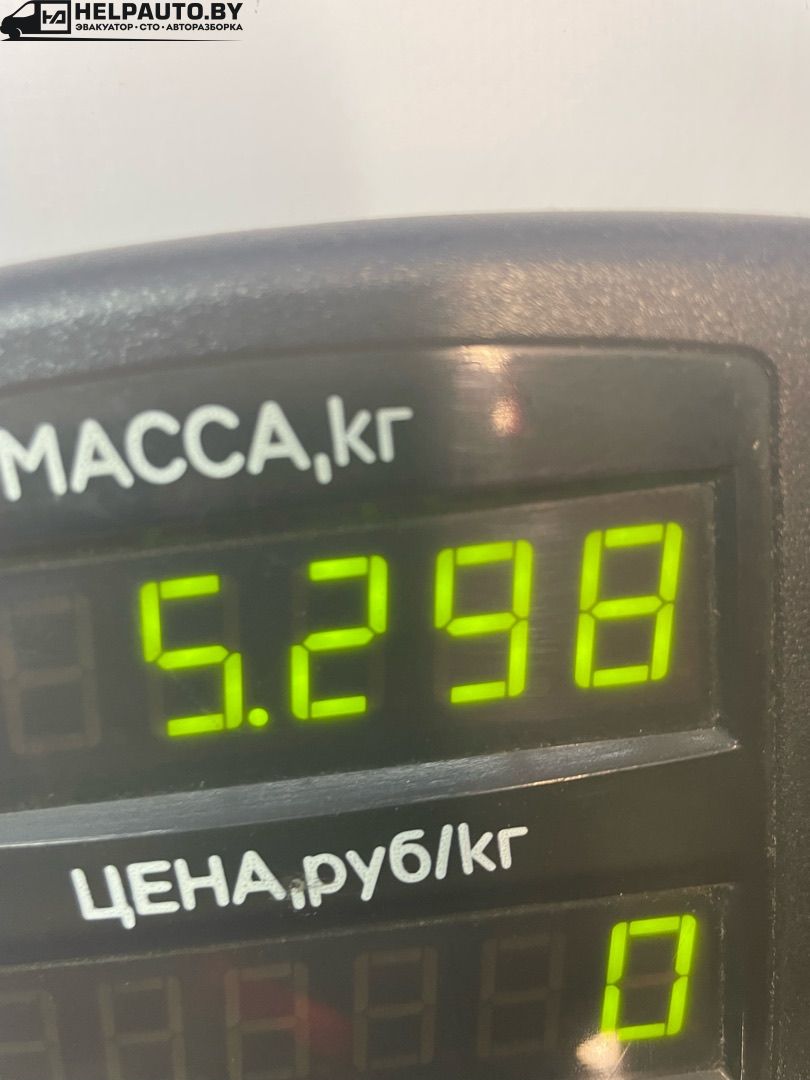 HELPAUTO.BY
ЭВАКУАТОР • СТО • АВТОРАЗБОРКА
МАССА,кг
5.298
ЦЕНА,руб/кг
0